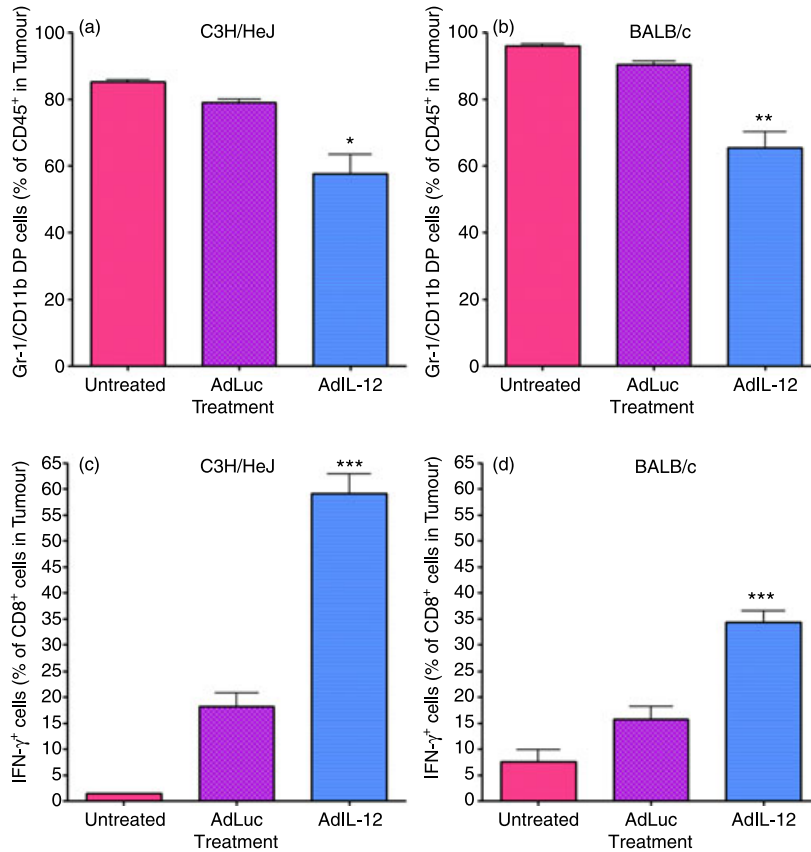 (a) C3H/HeJ
Gr-1/CD11b DP cells (% of CD45⁺ in Tumour)
100
80
60
40
20
0
*
Untreated AdLuc AdIL-12
Treatment
(b) BALB/c
Gr-1/CD11b DP cells (% of CD45⁺ in Tumour)
100
80
60
40
20
0
**
Untreated AdLuc AdIL-12
Treatment
(c) C3H/HeJ
IFN-γ⁺ cells (% of CD8⁺ cells in Tumour)
65
60
55
50
45
40
35
30
25
20
15
10
5
0
***
Untreated AdLuc AdIL-12
Treatment
(d) BALB/c
IFN-γ⁺ cells (% of CD8⁺ cells in Tumour)
65
60
55
50
45
40
35
30
25
20
15
10
5
0
***
Untreated AdLuc AdIL-12
Treatment